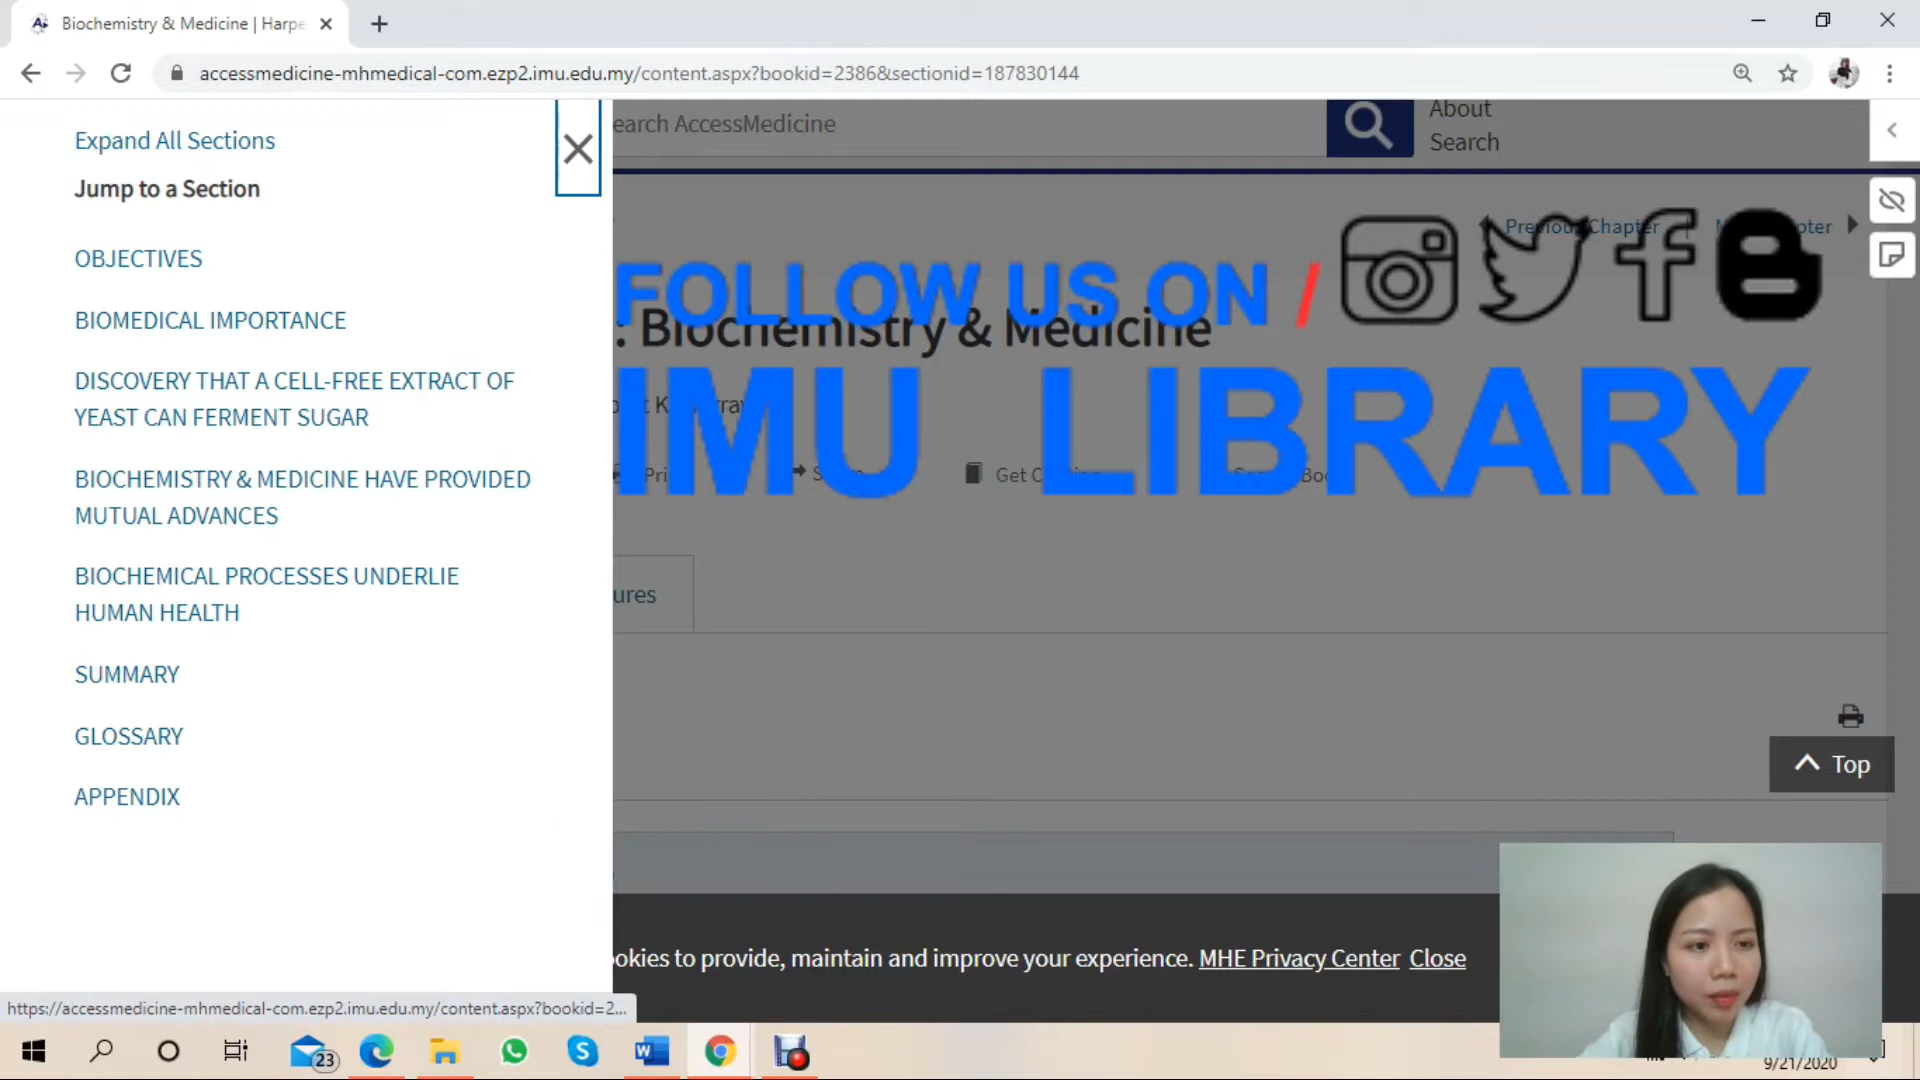 Biochemistry & Medicine | Harpe
accessmedicine-mhmedical-com.ezp2.imu.edu.my/content.aspx?bookid=2386&sectionid=187830144
Expand All Sections
Jump to a Section
OBJECTIVES
BIOMEDICAL IMPORTANCE
DISCOVERY THAT A CELL-FREE EXTRACT OF
YEAST CAN FERMENT SUGAR
BIOCHEMISTRY & MEDICINE HAVE PROVIDED
MUTUAL ADVANCES
BIOCHEMICAL PROCESSES UNDERLIE
HUMAN HEALTH
SUMMARY
GLOSSARY
APPENDIX
earch AccessMedicine
About
Search
Previous Chapter
pter
FOLLOW US ON /
: Biochemistry & Medicine
IMU LIBRARY
Get
ures
Top
ookies to provide, maintain and improve your experience. MHE Privacy Center Close
https://accessmedicine-mhmedical-com.ezp2.imu.edu.my/content.aspx?bookid=2...
23
9/21/2020